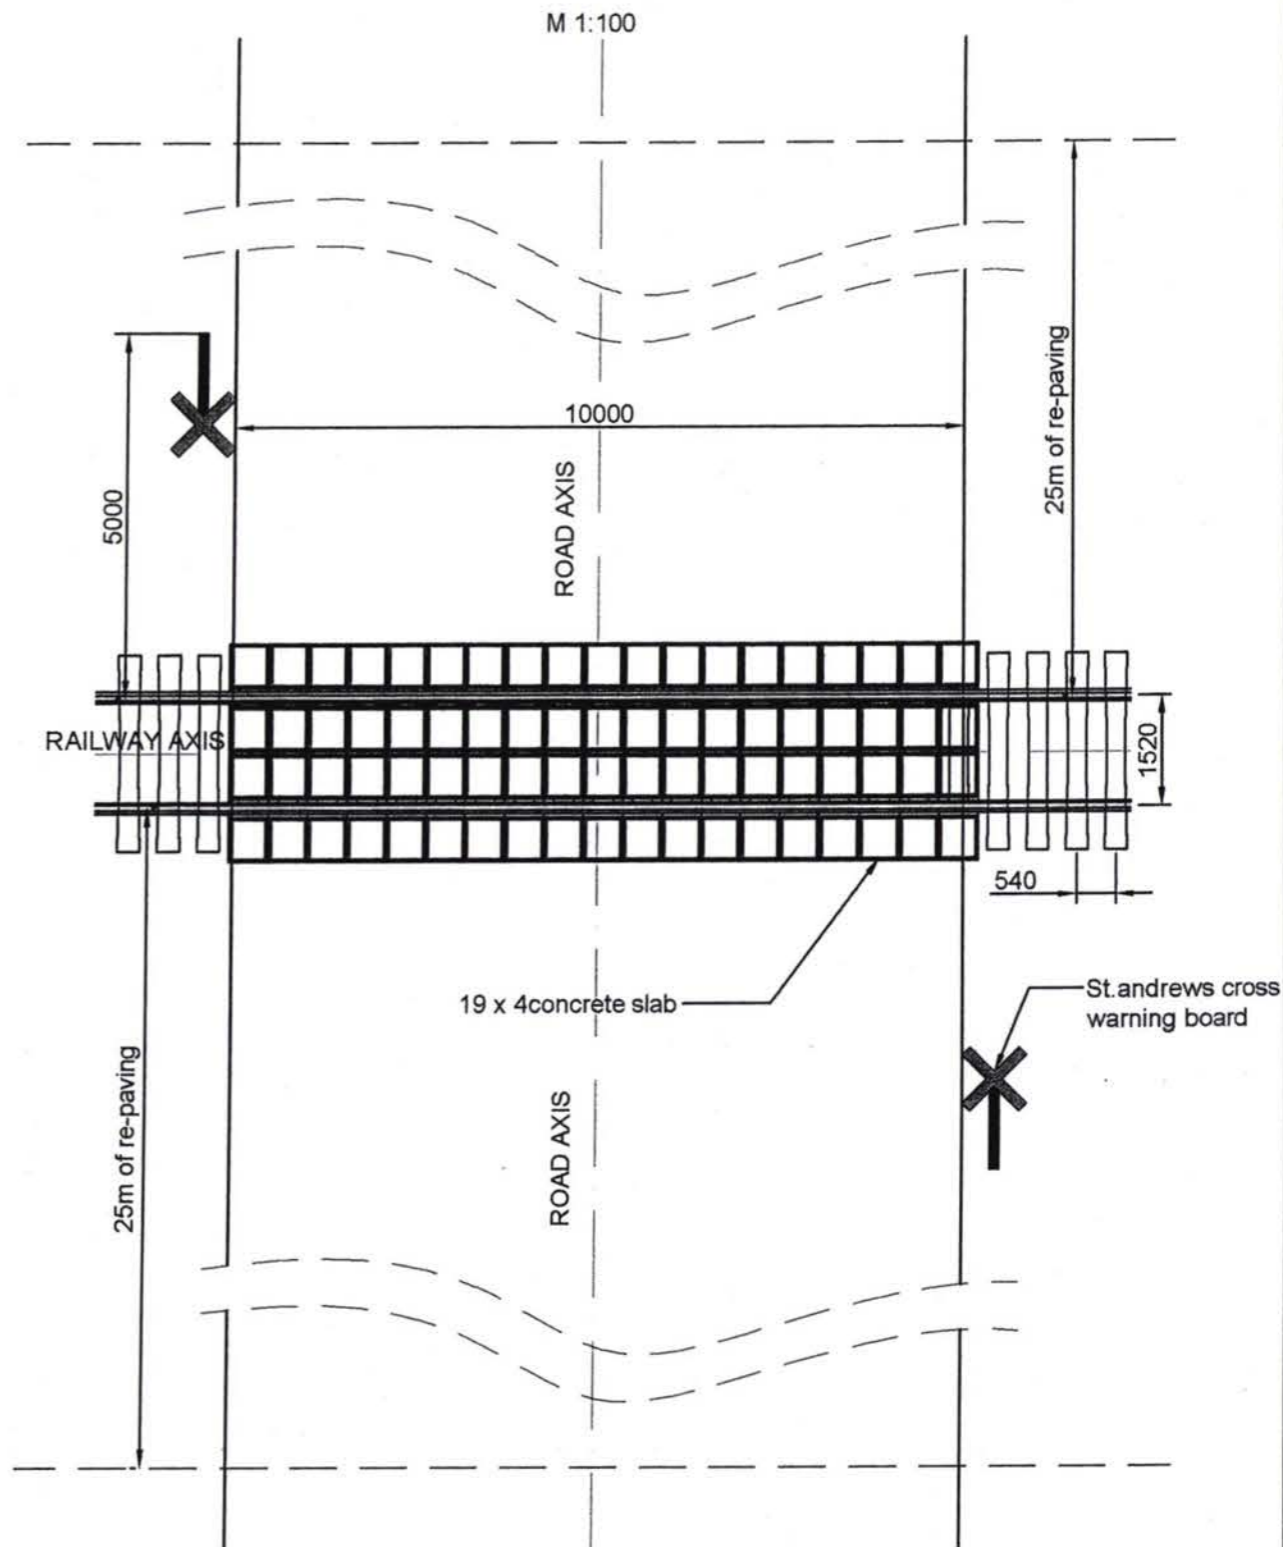 M 1:100
10000
25m of re-paving
5000
ROAD AXIS
RAILWAY AXIS
1520
540
19 x 4concrete slab
St.andrews cross
warning board
25m of re-paving
ROAD AXIS